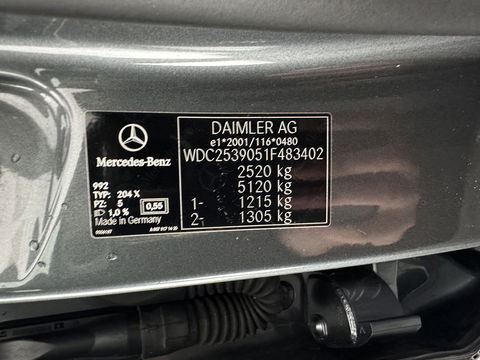 DAIMLER AG
e1*2001/116*0480
WDC2539051F483402
2520 kg
5120 kg
1- 1215 kg
2- 1305 kg
Mercedes-Benz
992
TYP: 204 X
PZ: 5
1,0 % 0,55
Made in Germany